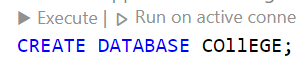 Execute | Run on active conne
CREATE DATABASE COllEGE;